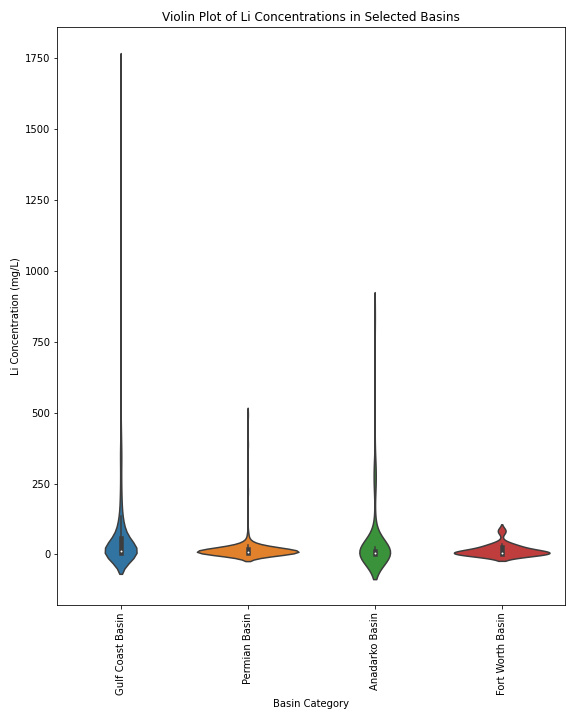 Violin Plot of Li Concentrations in Selected Basins
Li Concentration (mg/L)
1750
1500
1250
1000
750
500
250
0
Gulf Coast Basin
Permian Basin
Anadarko Basin
Fort Worth Basin
Basin Category